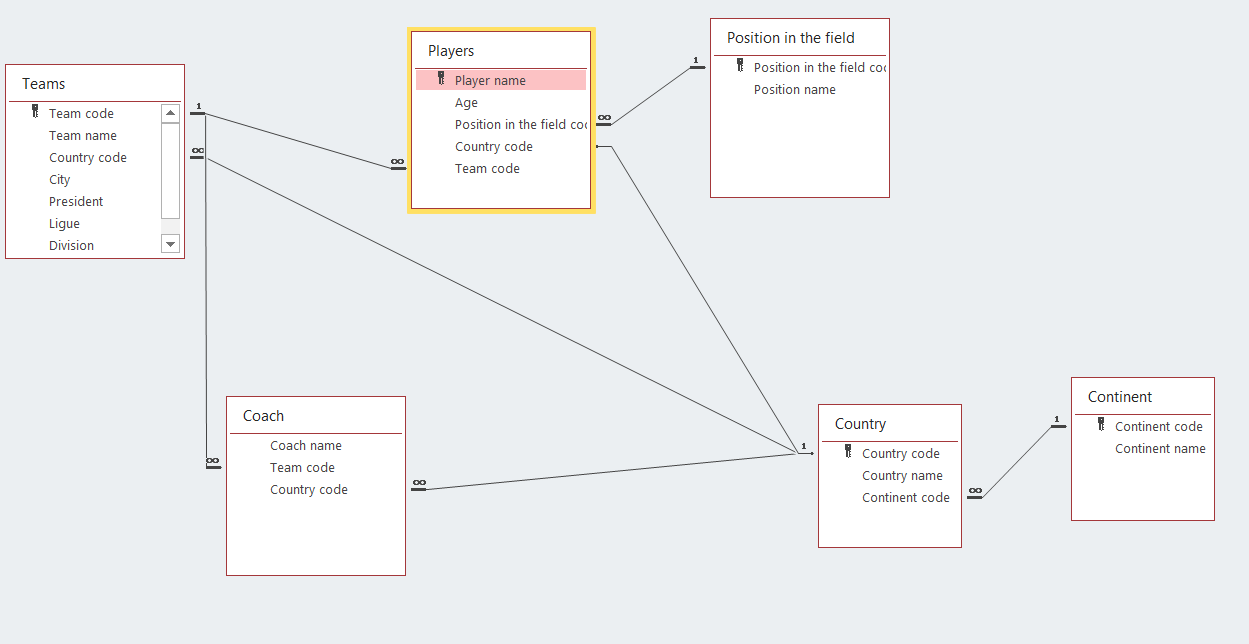 Teams
Team code
Team name
Country code
City
President
Ligue
Division
Players
Player name
Age
Position in the field
Country code
Team code
Position in the field
Position in the field
Position name
Coach
Coach name
Team code
Country code
Country
Country code
Country name
Continent code
Continent
Continent code
Continent name
1
∞
∞
∞
1
∞
∞
1
∞
1